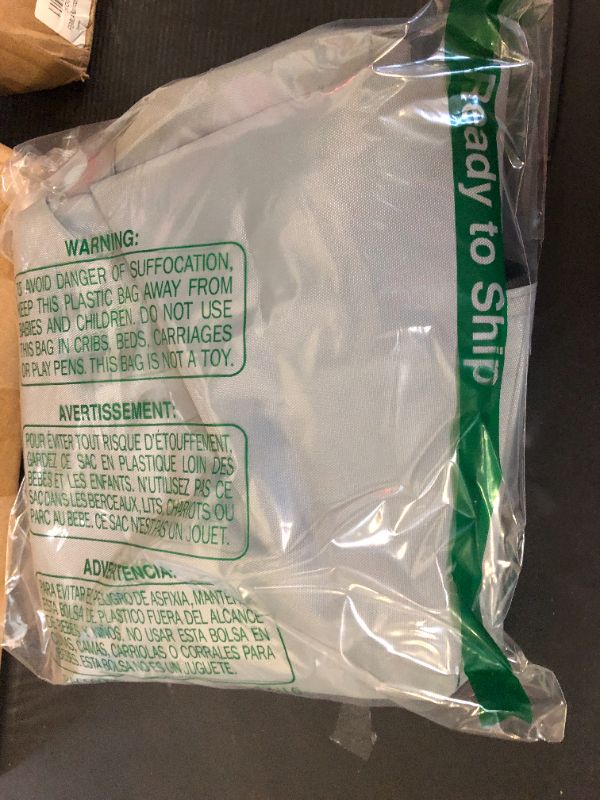 WARNING:
AVOID DANGER OF SUFFOCATION,
KEEP THIS PLASTIC BAG AWAY FROM
BABIES AND CHILDREN. DO NOT USE
THIS BAG IN CRIBS, BEDS, CARRIAGES
OR PLAY PENS. THIS BAG IS NOT A TOY.
AVERTISSEMENT:
POUR ÉVITER TOUT RISQUE D'ÉTOUFFEMENT,
GARDEZ CE SAC EN PLASTIQUE LOIN DES
BÉBÉS ET LES ENFANTS. N'UTILISEZ PAS CE
SAC DANS LES BERCEAUX, LITS CHARIOTS OU
PARC AU BEBE. CE SAC N'EST PAS UN JOUET.
ADVERTENCIA:
PARA EVITAR EL PELIGRO DE ASFIXIA, MANTENGA
ESTA BOLSA DE PLASTICO FUERA DEL ALCANCE
DE BEBES Y NIÑOS. NO USAR ESTA BOLSA EN
CAMAS, CARRIOLAS O CORRALES PARA
BEBES. ESTA BOLSA NO ES UN JUGUETE.
Ready to Ship